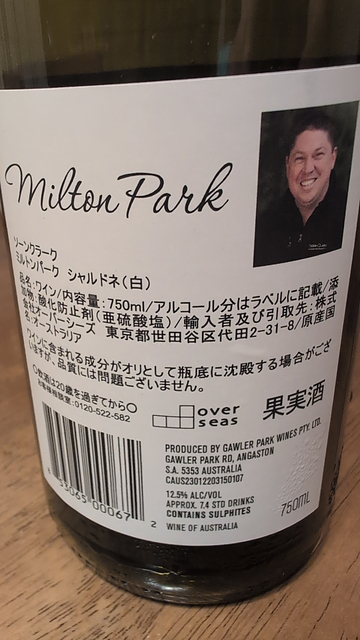 Milton Park
ソーンクラーク
ミルトンパーク シャルドネ(白)
品名:ワイン/内容量:750ml/アルコール分はラベルに記載/添
加物:酸化防止剤(亜硫酸塩)/輸入者及び引取先:株式
会社オーバーシーズ 東京都世田谷区代田2-31-8/原産国
名:オーストラリア
ワインに含まれる成分がオリとして瓶底に沈殿する場合がござ
いますが、品質には問題ございません。
○飲酒は20歳を過ぎてから○
お客様相談室:0120-522-582
over
seas
果実酒
PRODUCED BY GAWLER PARK WINES PTY. LTD.
GAWLER PARK RD, ANGASTON
S.A. 5353 AUSTRALIA
CAUS23012203150107
12.5% ALC/VOL
APPROX. 7.4 STD DRINKS
CONTAINS SULPHITES
WINE OF AUSTRALIA
750ML
33065 00067 2